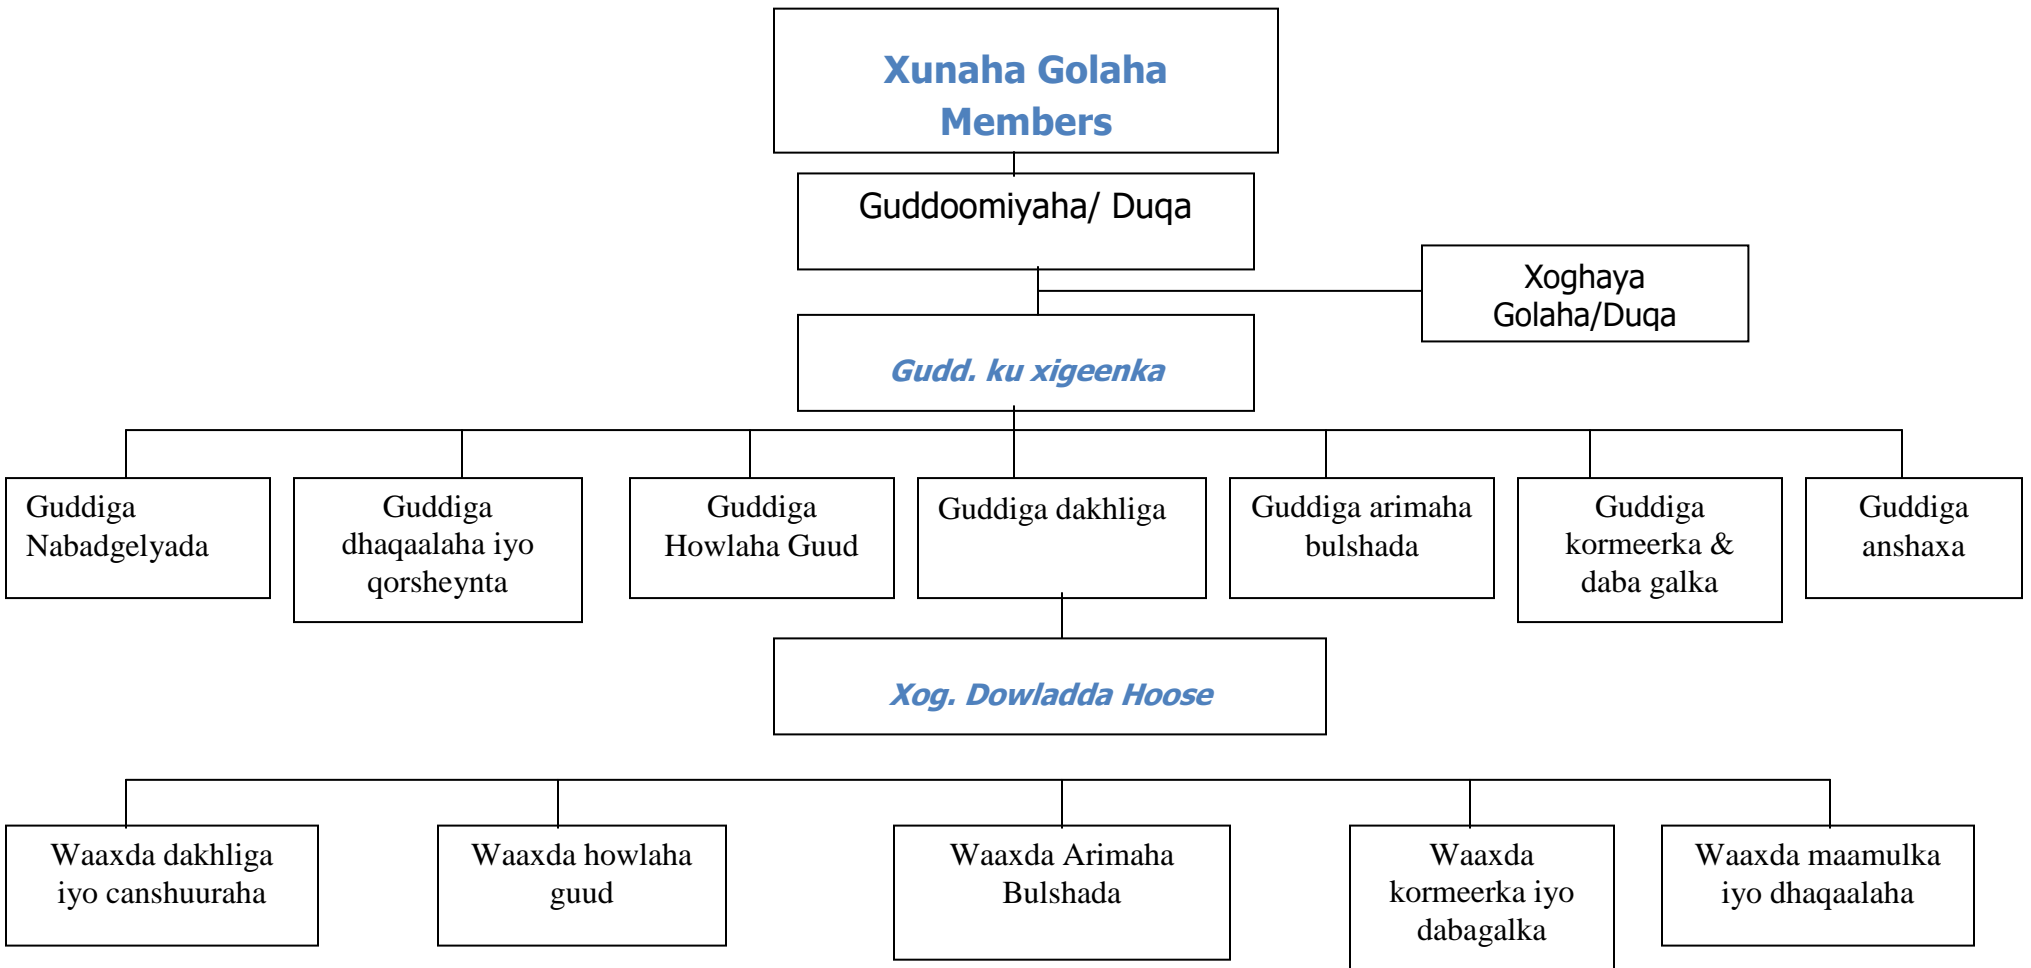 Xunaha Golaha
Members
Guddoomiyaha/ Duqa
Xoghaya
Golaha/Duqa
Gudd. ku xigeenka
Guddiga
Nabadgelyada
Guddiga
dhaqaalaha iyo
qorsheynta
Guddiga
Howlaha Guud
Guddiga dakhliga
Guddiga arimaha
bulshada
Guddiga
kormeerka &
daba galka
Guddiga
anshaxa
Xog. Dowladda Hoose
Waaxda dakhliga
iyo canshuuraha
Waaxda howlaha
guud
Waaxda Arimaha
Bulshada
Waaxda
kormeerka iyo
dabagalka
Waaxda maamulka
iyo dhaqaalaha